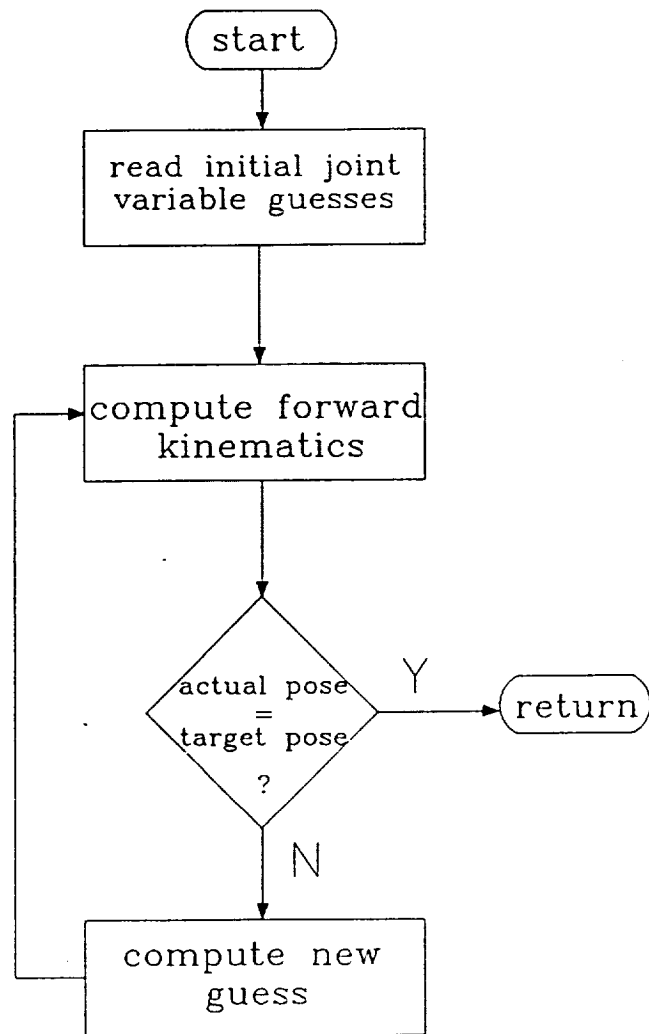 start
read initial joint
variable guesses
compute forward
kinematics
actual pose
=
target pose
?
Y
return
N
compute new
guess